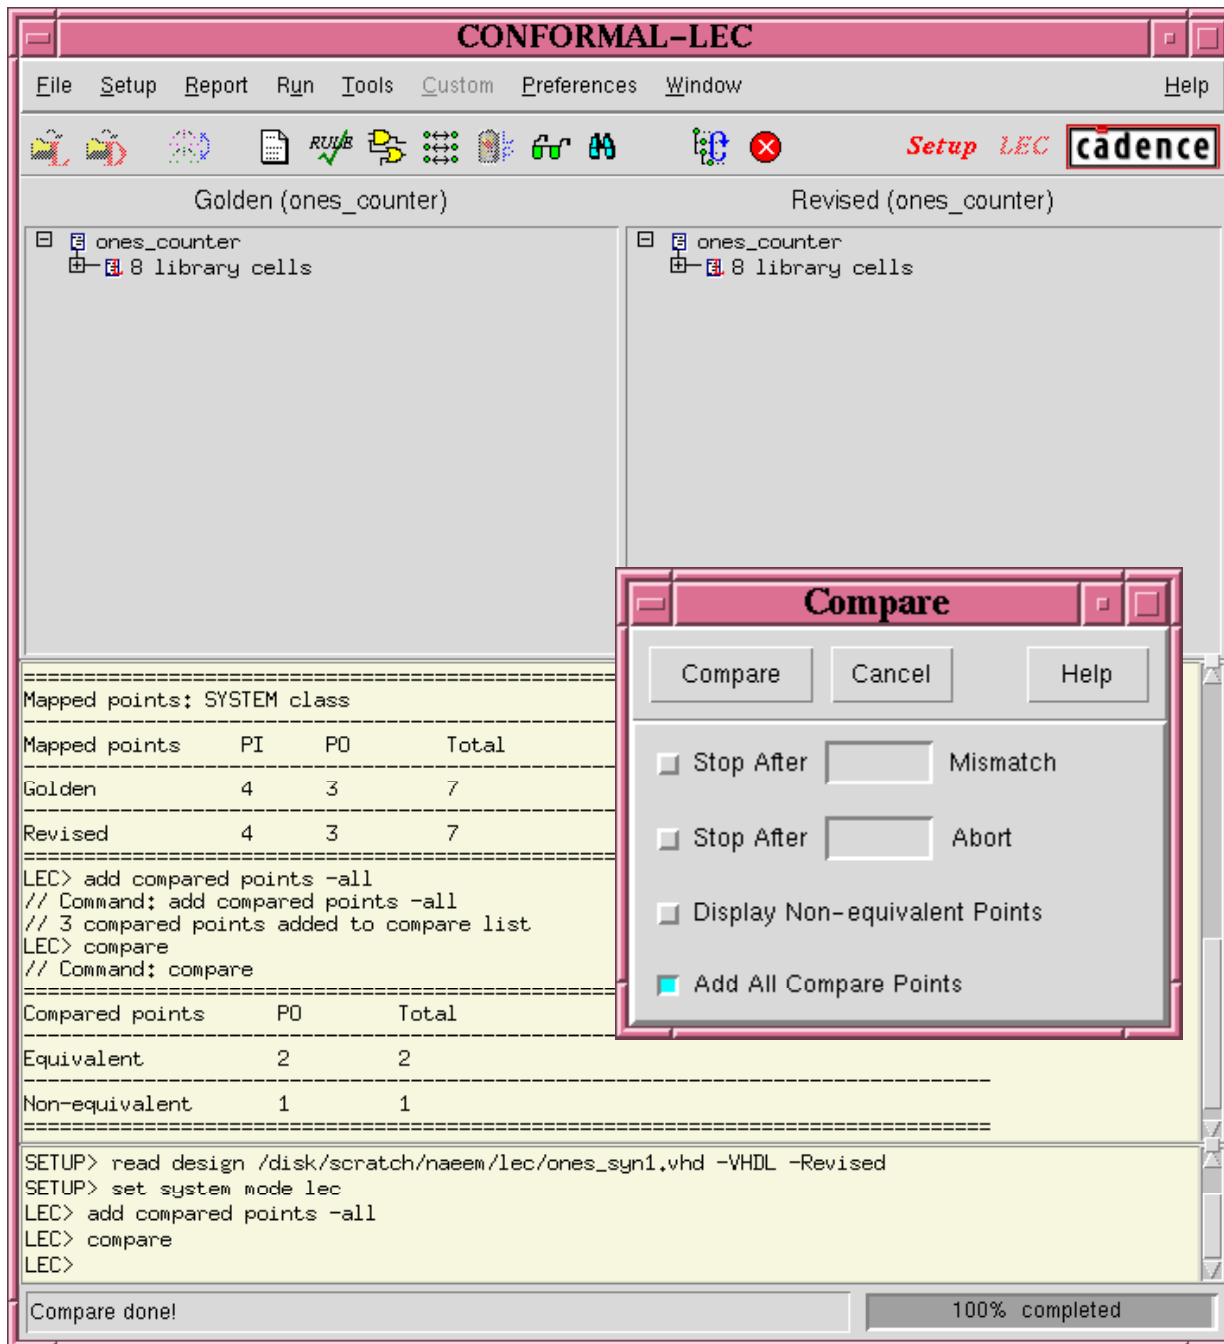 CONFORMAL-LEC
File Setup Report Run Tools Custom Preferences Window Help
RULE Setup LEC cadence
Golden (ones_counter) Revised (ones_counter)
ones_counter ones_counter
8 library cells 8 library cells
Compare
Compare Cancel Help
Stop After Mismatch
Stop After Abort
Display Non-equivalent Points
Add All Compare Points
================================================
Mapped points: SYSTEM class
------------------------------------------------
Mapped points PI PO Total
------------------------------------------------
Golden 4 3 7
------------------------------------------------
Revised 4 3 7
================================================
LEC> add compared points -all
// Command: add compared points -all
// 3 compared points added to compare list
LEC> compare
// Command: compare
================================================
Compared points PO Total
------------------------------------------------
Equivalent 2 2
--------------------------------------------------------------------------------
Non-equivalent 1 1
================================================================================
SETUP> read design /disk/scratch/naeem/lec/ones_syn1.vhd -VHDL -Revised
SETUP> set system mode lec
LEC> add compared points -all
LEC> compare
LEC>
Compare done! 100% completed